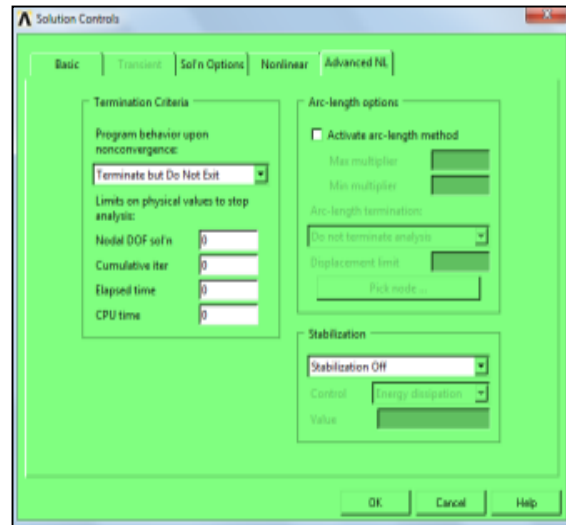 Solution Controls
Basic
Transient
Sol'n Options
Nonlinear
Advanced NL
Termination Criteria
Program behavior upon
nonconvergence:
Terminate but Do Not Exit
Limits on physical values to stop
analysis:
Nodal DOF sol'n 0
Cumulative iter 0
Elapsed time 0
CPU time 0
Arc-length options
Activate arc-length method
Max multiplier
Min multiplier
Arc-length termination:
Do not terminate analysis
Displacement limit
Pick node ...
Stabilization
Stabilization Off
Control Energy dissipation
Value
OK
Cancel
Help